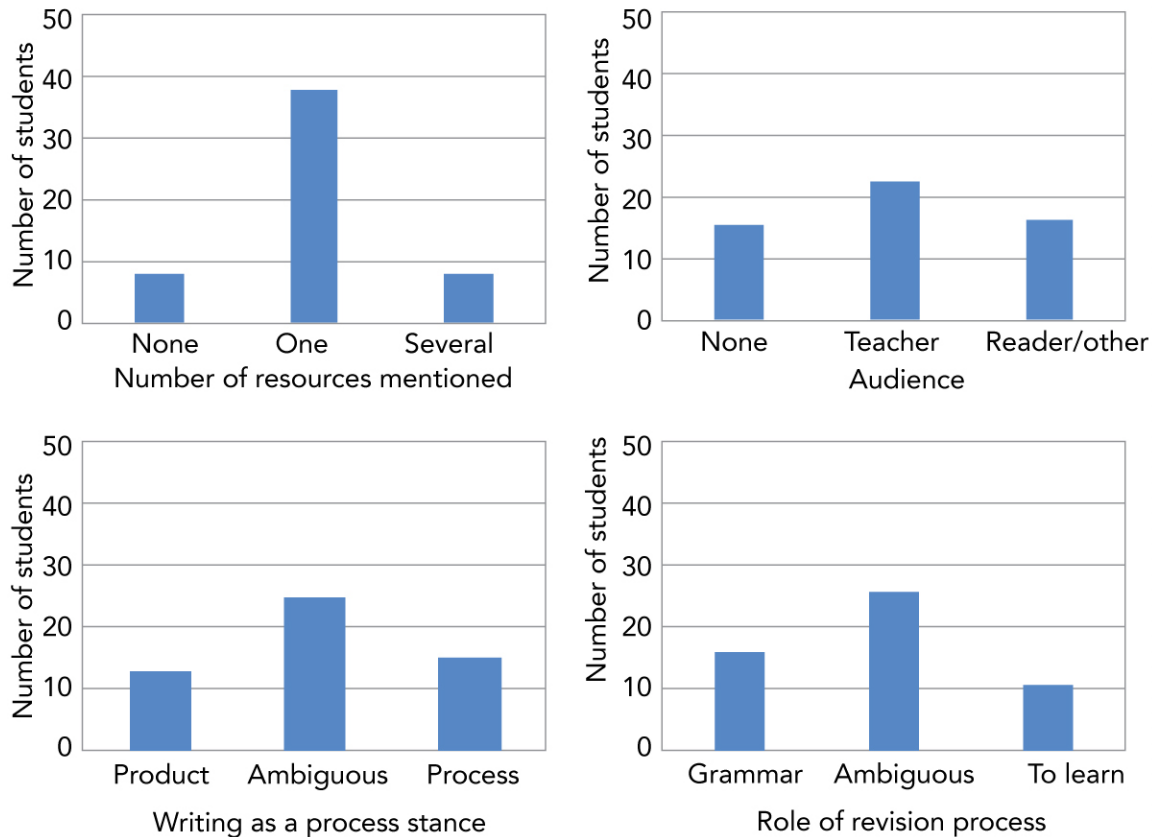 Number of students
50
40
30
20
10
0
None One Several
Number of resources mentioned
Number of students
50
40
30
20
10
0
None Teacher Reader/other
Audience
Number of students
50
40
30
20
10
0
Product Ambiguous Process
Writing as a process stance
Number of students
50
40
30
20
10
0
Grammar Ambiguous To learn
Role of revision process